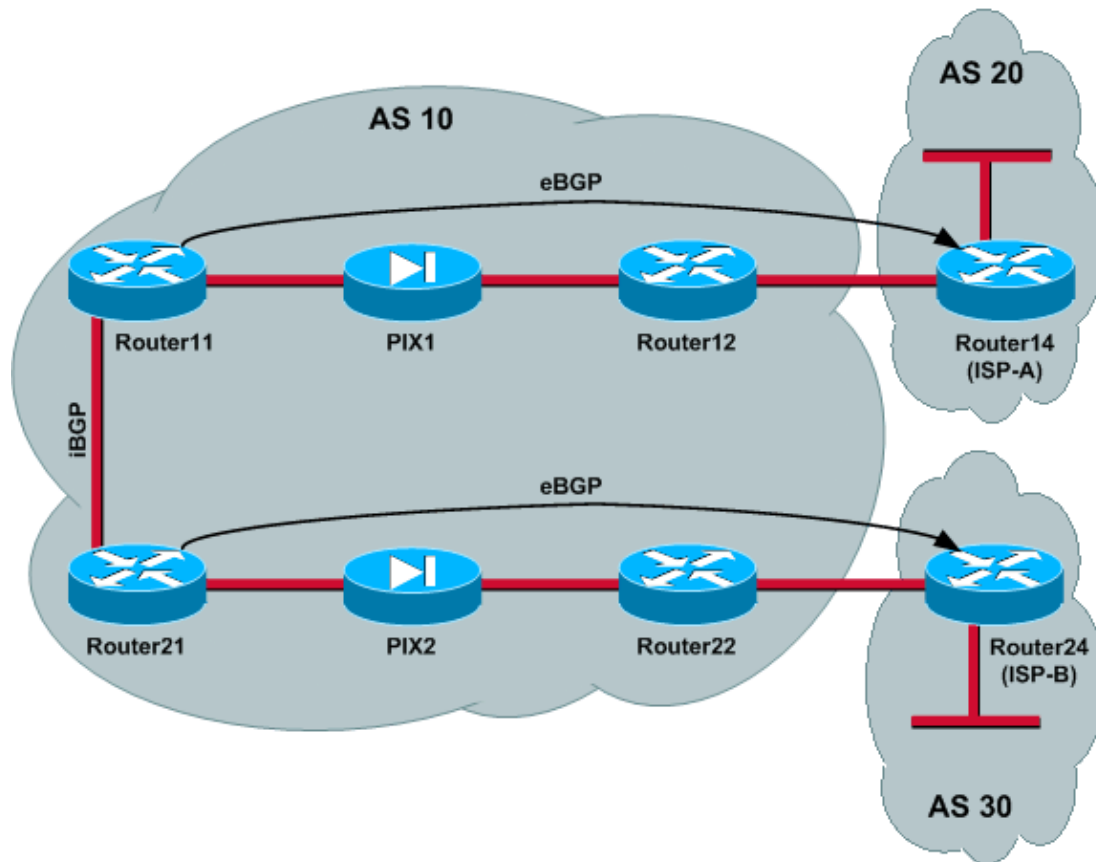 AS 10
AS 20
eBGP
Router11
PIX1
Router12
Router14
(ISP-A)
iBGP
eBGP
Router21
PIX2
Router22
Router24
(ISP-B)
AS 30